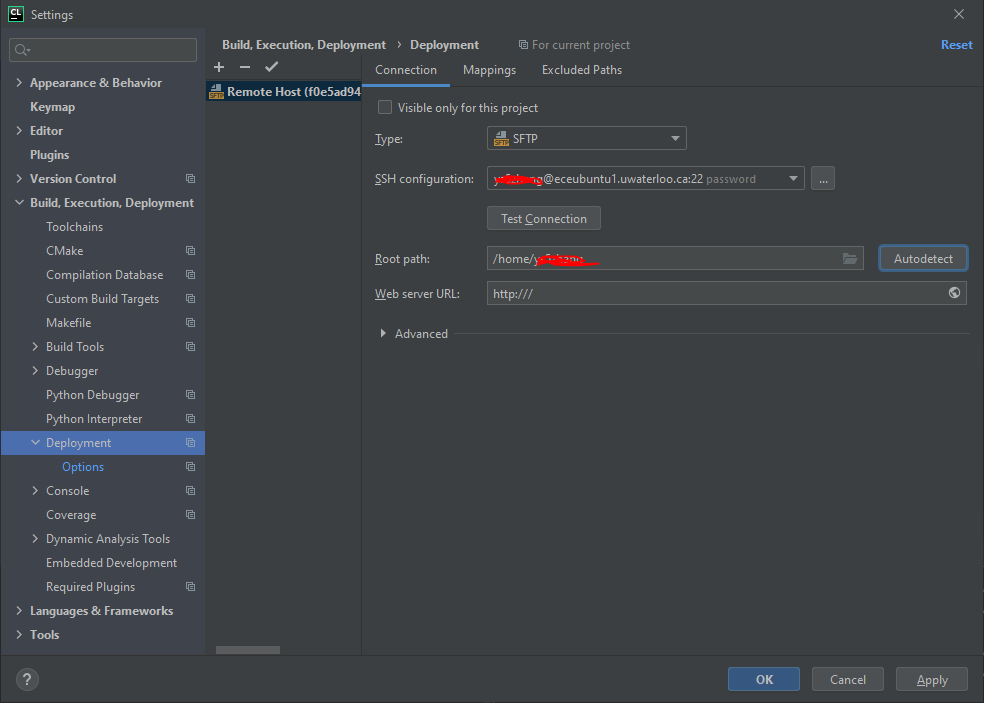 CL Settings
Build, Execution, Deployment › Deployment For current project Reset
Connection Mappings Excluded Paths
Appearance & Behavior
Keymap
Editor
Plugins
Version Control
Build, Execution, Deployment
Toolchains
CMake
Compilation Database
Custom Build Targets
Makefile
Build Tools
Debugger
Python Debugger
Python Interpreter
Deployment
Options
Console
Coverage
Dynamic Analysis Tools
Embedded Development
Required Plugins
Languages & Frameworks
Tools
SFTP Remote Host (f0e5ad94
Visible only for this project
Type: SFTP SFTP
SSH configuration: @eceubuntu1.uwaterloo.ca:22 password ...
Test Connection
Root path: /home/ Autodetect
Web server URL: http:///
Advanced
? OK Cancel Apply